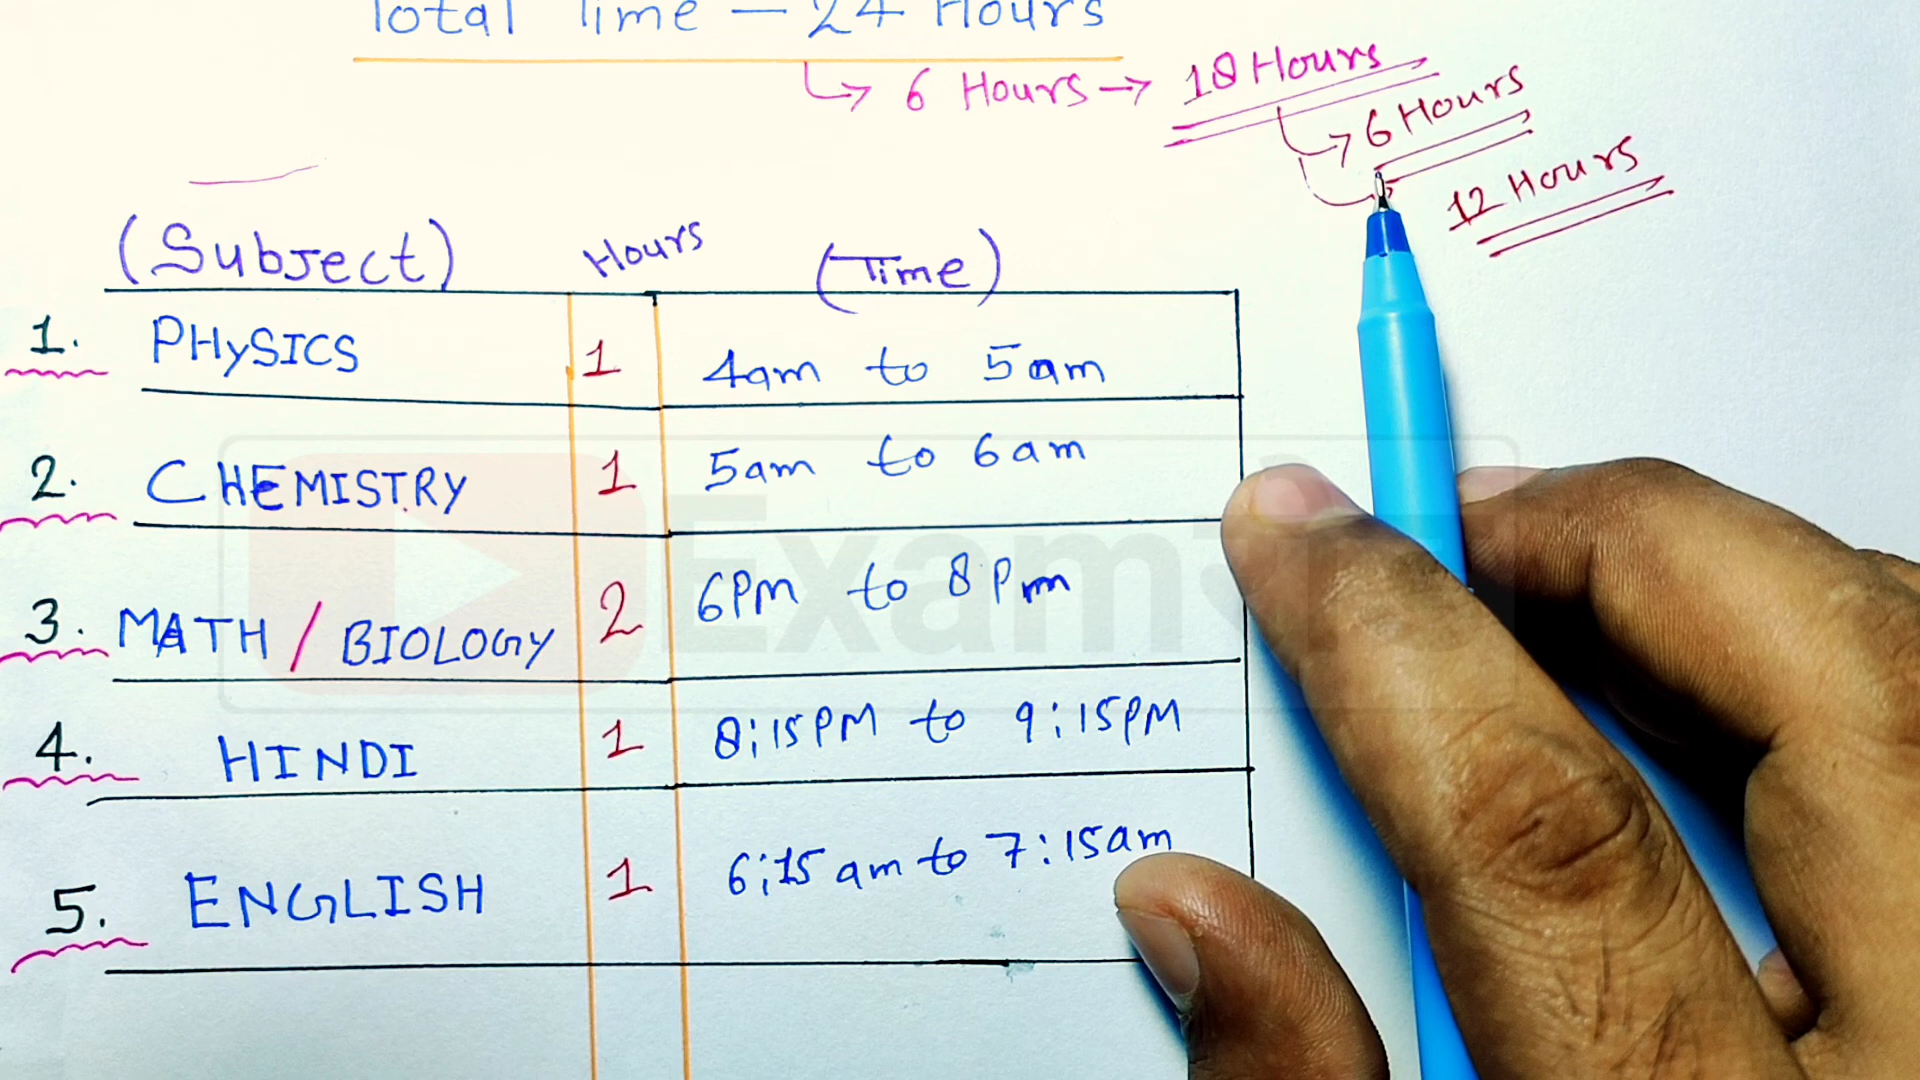 Total Time – 24 Hours
↳ 6 Hours → 18 Hours
↳ 6 Hours
12 Hours
(Subject) Hours (Time)
1. PHySICS 1 4am to 5am
2. CHEMISTRY 1 5am to 6am
3. MATH / BIOLOGY 2 6PM to 8Pm
4. HINDI 1 8:15PM to 9:15PM
5. ENGLISH 1 6:15am to 7:15am